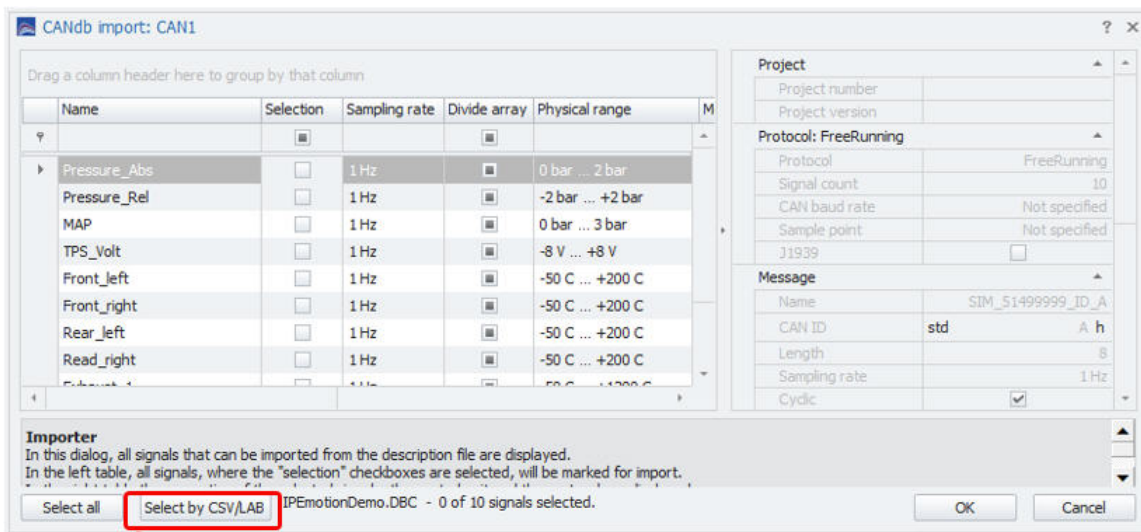 CANdb import: CAN1
? ×
Drag a column header here to group by that column
Name Selection Sampling rate Divide array Physical range M
Pressure_Abs 1 Hz 0 bar ... 2 bar
Pressure_Rel 1 Hz -2 bar ... +2 bar
MAP 1 Hz 0 bar ... 3 bar
TPS_Volt 1 Hz -8 V ... +8 V
Front_left 1 Hz -50 C ... +200 C
Front_right 1 Hz -50 C ... +200 C
Rear_left 1 Hz -50 C ... +200 C
Read_right 1 Hz -50 C ... +200 C
Project
Project number
Project version
Protocol: FreeRunning
Protocol FreeRunning
Signal count 10
CAN baud rate Not specified
Sample point Not specified
J1939
Message
Name SIM_51499999_ID_A
CAN ID std A h
Length 8
Sampling rate 1 Hz
Cyclic
Importer
In this dialog, all signals that can be imported from the description file are displayed.
In the left table, all signals, where the "selection" checkboxes are selected, will be marked for import.
Select all Select by CSV/LAB IPEmotionDemo.DBC - 0 of 10 signals selected. OK Cancel